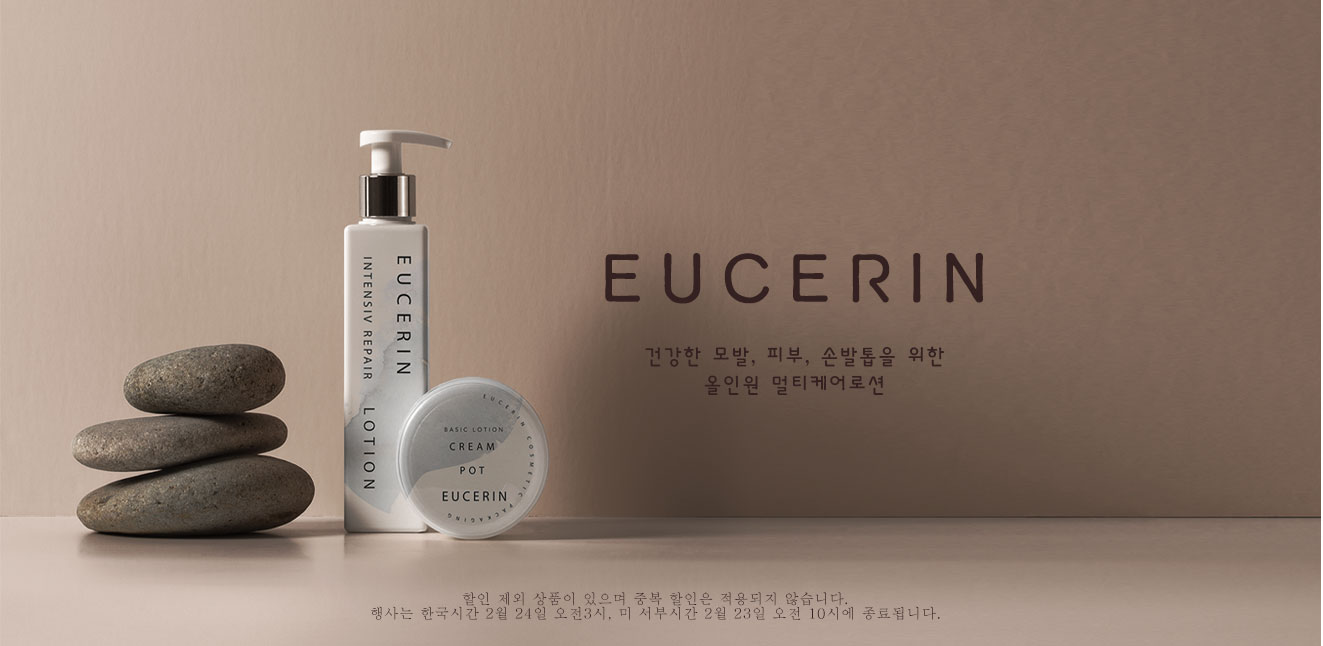 EUCERIN
INTENSIV REPAIR LOTION
EUCERIN COSMETIC PACKAGING
BASIC LOTION
CREAM
POT
EUCERIN
EUCERIN
건강한 모발, 피부, 손발톱을 위한
올인원 멀티케어로션
할인 제외 상품이 있으며 중복 할인은 적용되지 않습니다.
행사는 한국시간 2월 24일 오전3시, 미 서부시간 2월 23일 오전 10시에 종료됩니다.